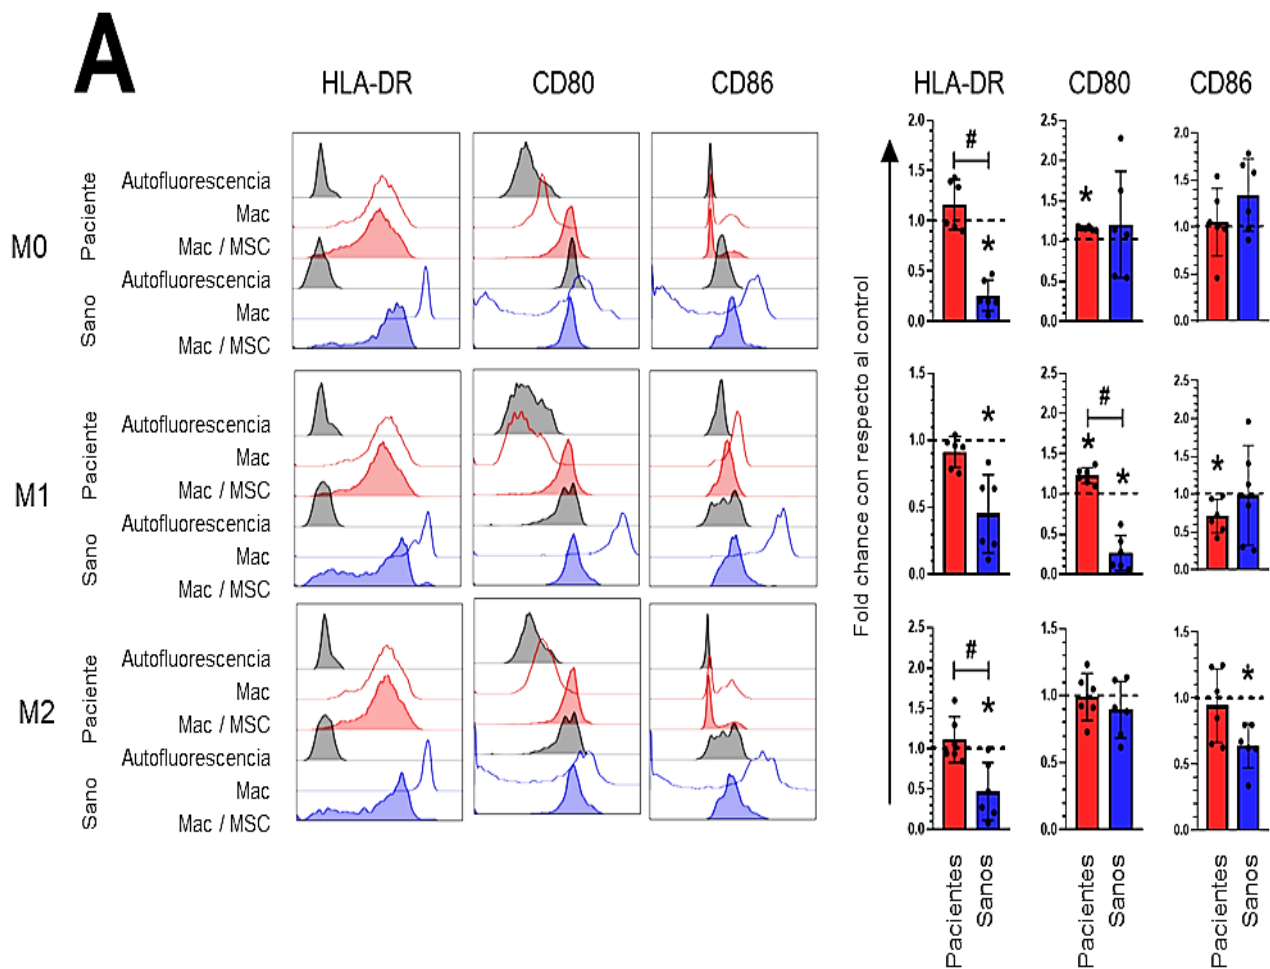 A
HLA-DR CD80 CD86 HLA-DR CD80 CD86
M0
Paciente
Autofluorescencia
Mac
Mac / MSC
Sano
Autofluorescencia
Mac
Mac / MSC
M1
Paciente
Autofluorescencia
Mac
Mac / MSC
Sano
Autofluorescencia
Mac
Mac / MSC
M2
Paciente
Autofluorescencia
Mac
Mac / MSC
Sano
Autofluorescencia
Mac
Mac / MSC
Fold chance con respecto al control
2.0
1.5
1.0
0.5
0.0
#
*
2.5
2.0
1.5
1.0
0.5
0.0
*
2.0
1.5
1.0
0.5
0.0
1.5
1.0
0.5
0.0
*
2.5
2.0
1.5
1.0
0.5
0.0
#
*
*
2.5
2.0
1.5
1.0
0.5
0.0
*
2.5
2.0
1.5
1.0
0.5
0.0
#
*
1.5
1.0
0.5
0.0
1.5
1.0
0.5
0.0
*
Pacientes
Sanos
Pacientes
Sanos
Pacientes
Sanos